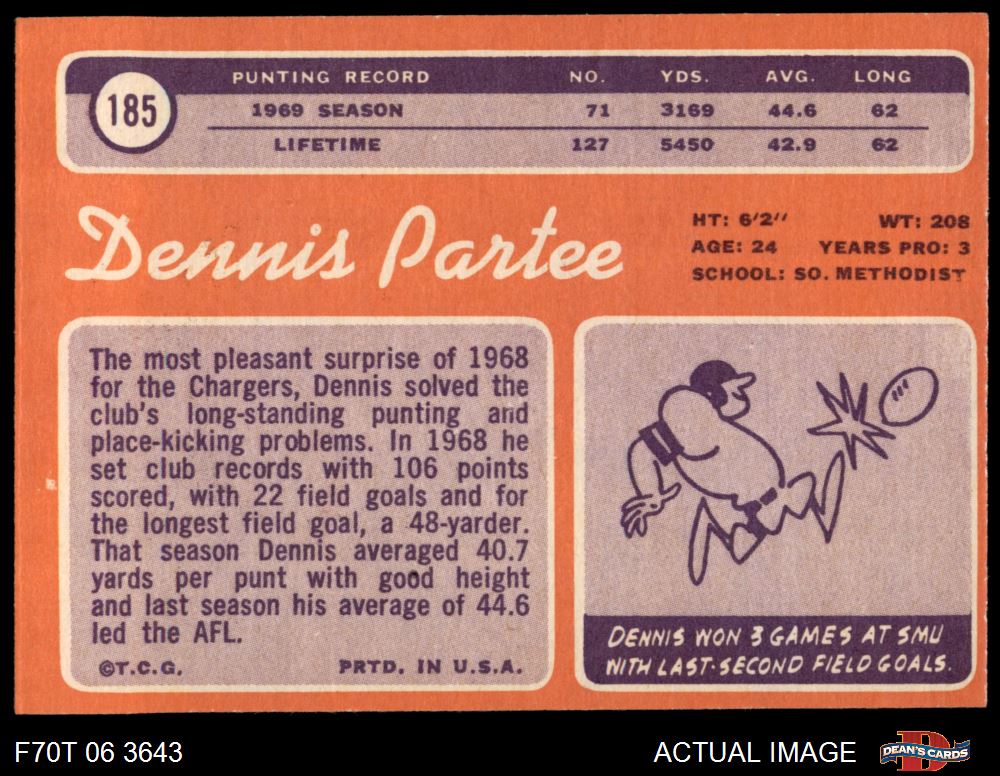 185
PUNTING RECORD NO. YDS. AVG. LONG
1969 SEASON 71 3169 44.6 62
LIFETIME 127 5450 42.9 62
Dennis Partee
HT: 6'2" WT: 208
AGE: 24 YEARS PRO: 3
SCHOOL: SO. METHODIST
The most pleasant surprise of 1968
for the Chargers, Dennis solved the
club's long-standing punting and
place-kicking problems. In 1968 he
set club records with 106 points
scored, with 22 field goals and for
the longest field goal, a 48-yarder.
That season Dennis averaged 40.7
yards per punt with good height
and last season his average of 44.6
led the AFL.
©T.C.G. PRTD. IN U.S.A.
DENNIS WON 3 GAMES AT SMU
WITH LAST-SECOND FIELD GOALS.
F70T 06 3643
ACTUAL IMAGE
DEAN'S CARDS